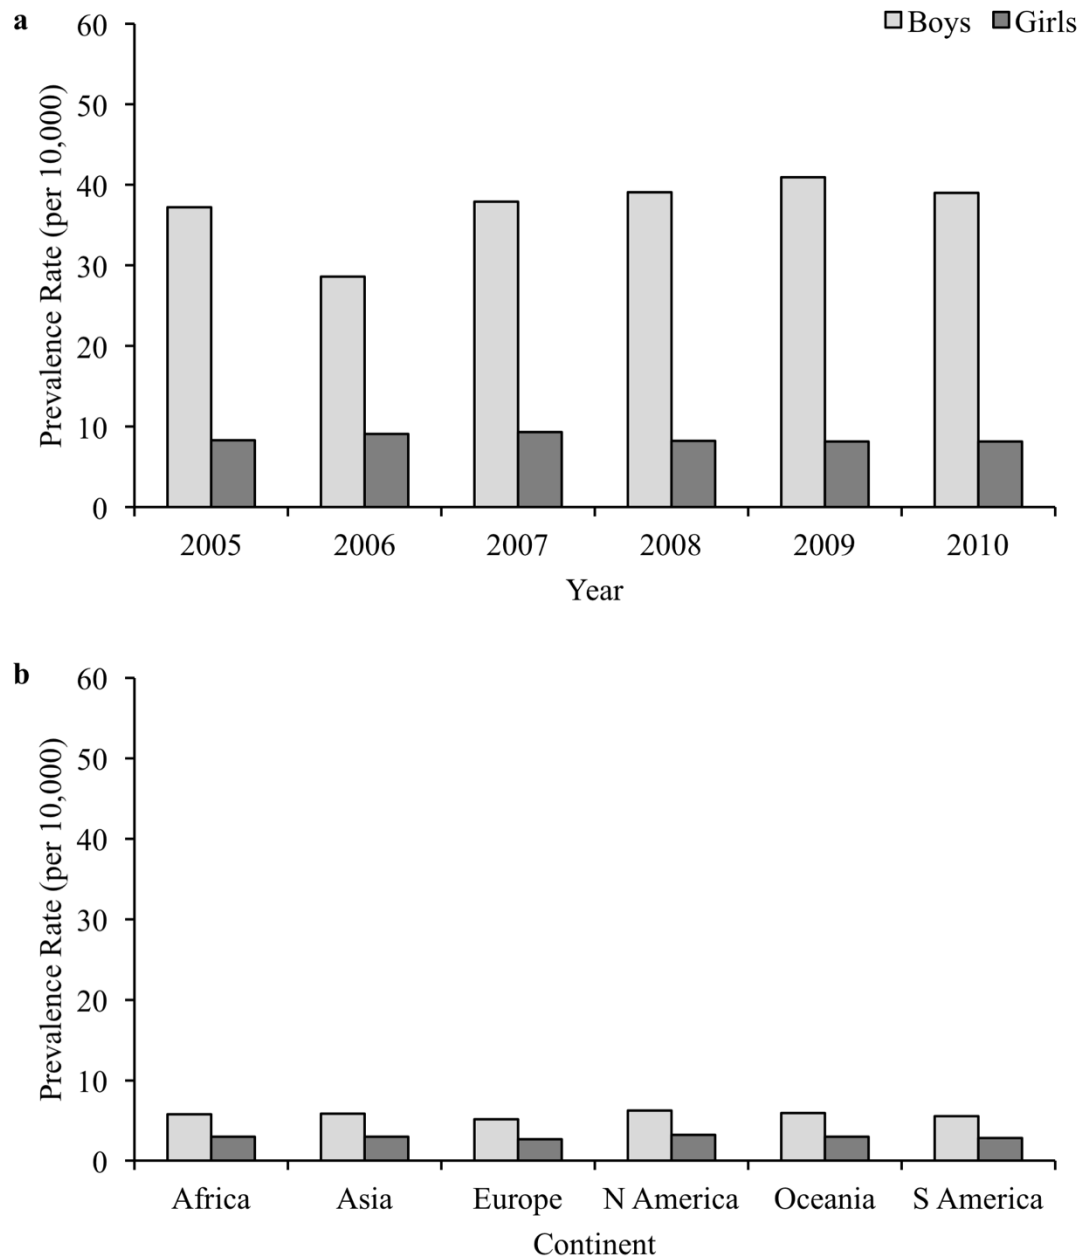 a
Boys Girls
Prevalence Rate (per 10,000)
60
50
40
30
20
10
0
2005 2006 2007 2008 2009 2010
Year
b
Prevalence Rate (per 10,000)
60
50
40
30
20
10
0
Africa Asia Europe N America Oceania S America
Continent